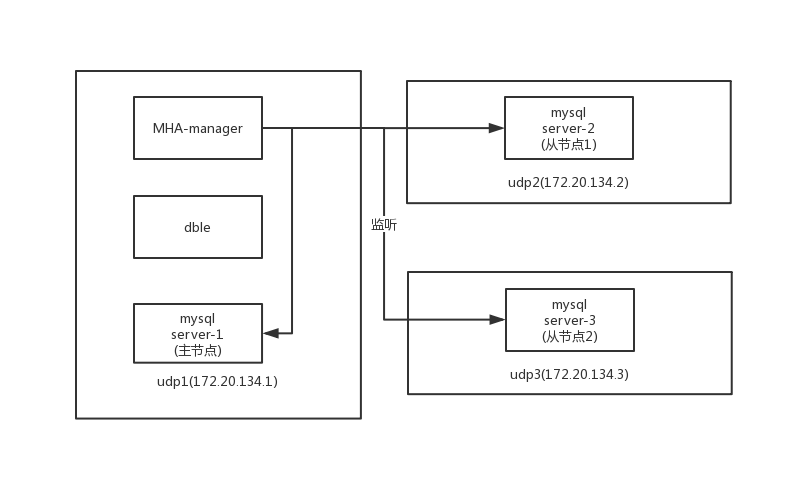 MHA-manager
dble
mysql
server-1
(主节点)
udp1(172.20.134.1)
监听
mysql
server-2
(从节点1)
udp2(172.20.134.2)
mysql
server-3
(从节点2)
udp3(172.20.134.3)